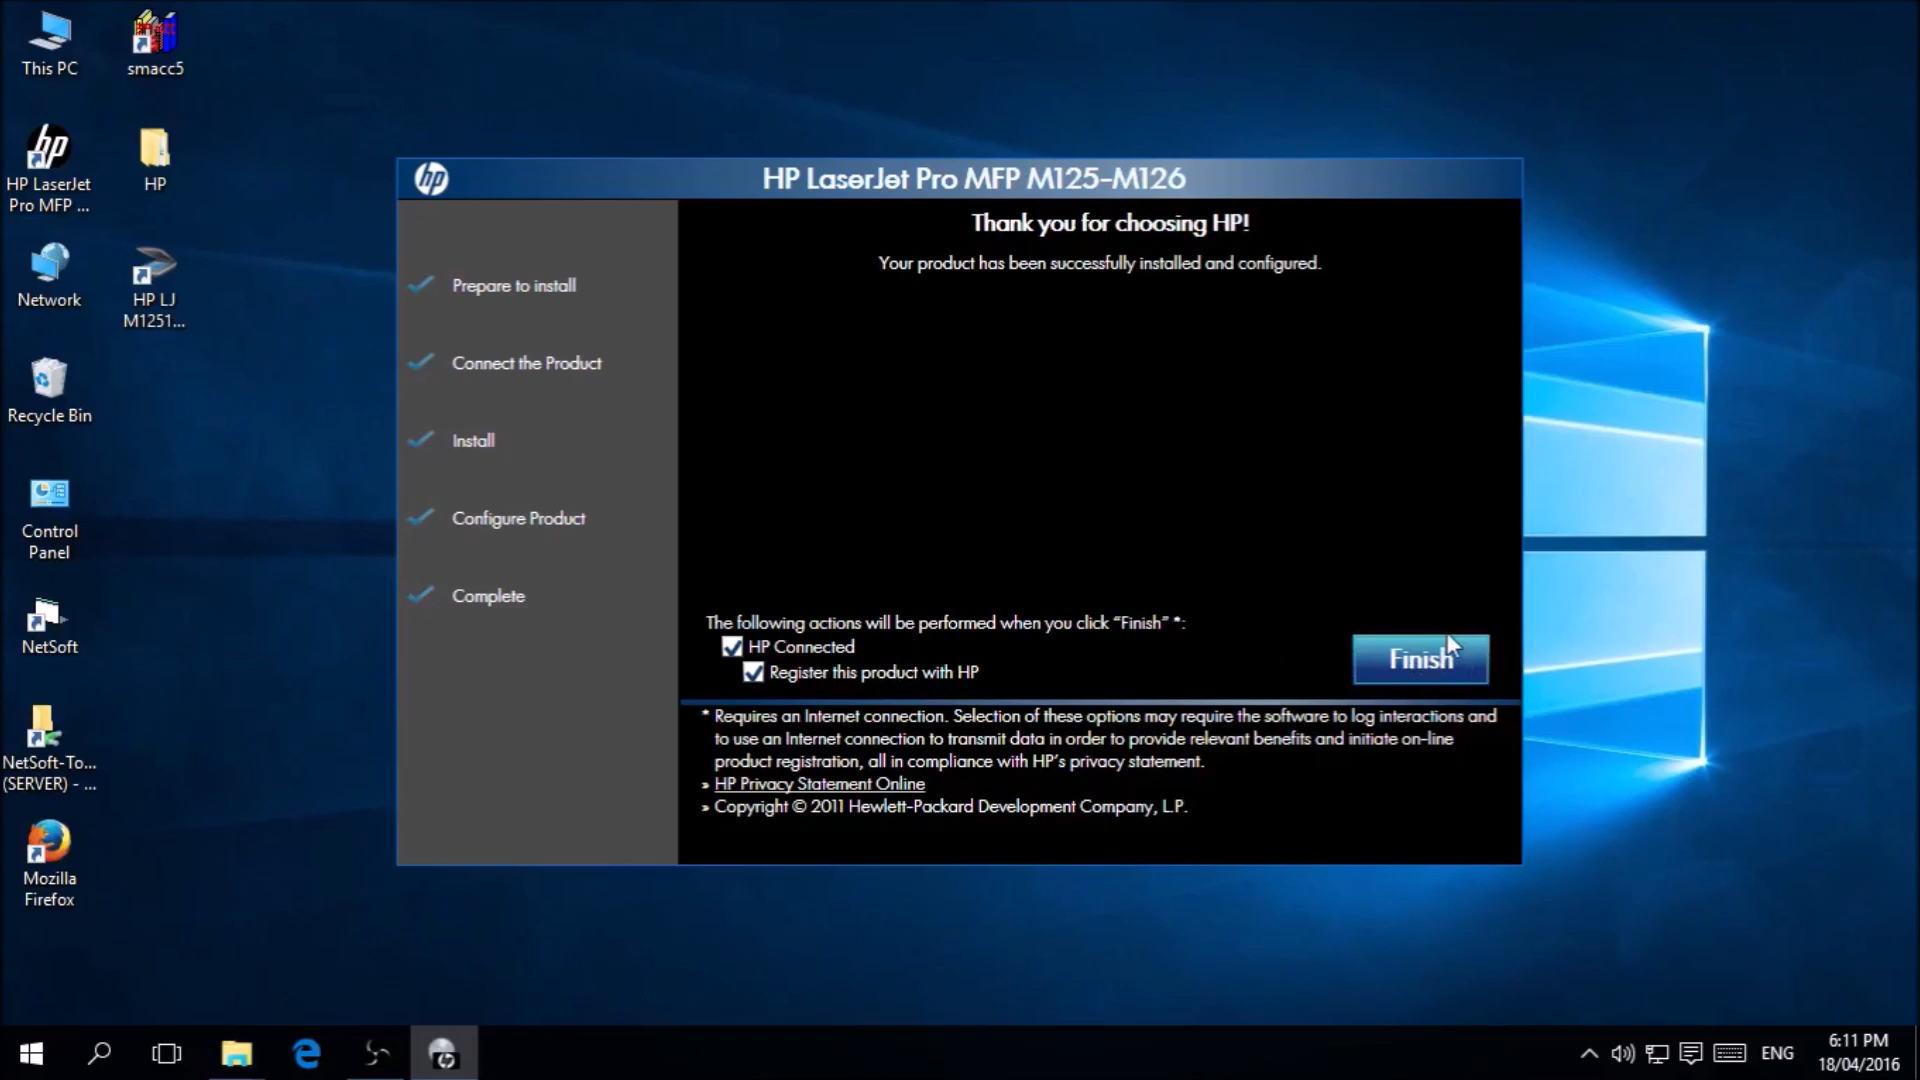 This PC
smacc5
hp
HP LaserJet
Pro MFP ...
HP
Network
HP LJ
M1251...
Recycle Bin
Control
Panel
NetSoft
NetSoft-To...
(SERVER) - ...
Mozilla
Firefox
hp
HP LaserJet Pro MFP M125-M126
Prepare to install
Connect the Product
Install
Configure Product
Complete
Thank you for choosing HP!
Your product has been successfully installed and configured.
The following actions will be performed when you click "Finish" *:
HP Connected
Register this product with HP
Finish
* Requires an Internet connection. Selection of these options may require the software to log interactions and
to use an Internet connection to transmit data in order to provide relevant benefits and initiate on-line
product registration, all in compliance with HP's privacy statement.
» HP Privacy Statement Online
» Copyright © 2011 Hewlett-Packard Development Company, L.P.
ENG
6:11 PM
18/04/2016